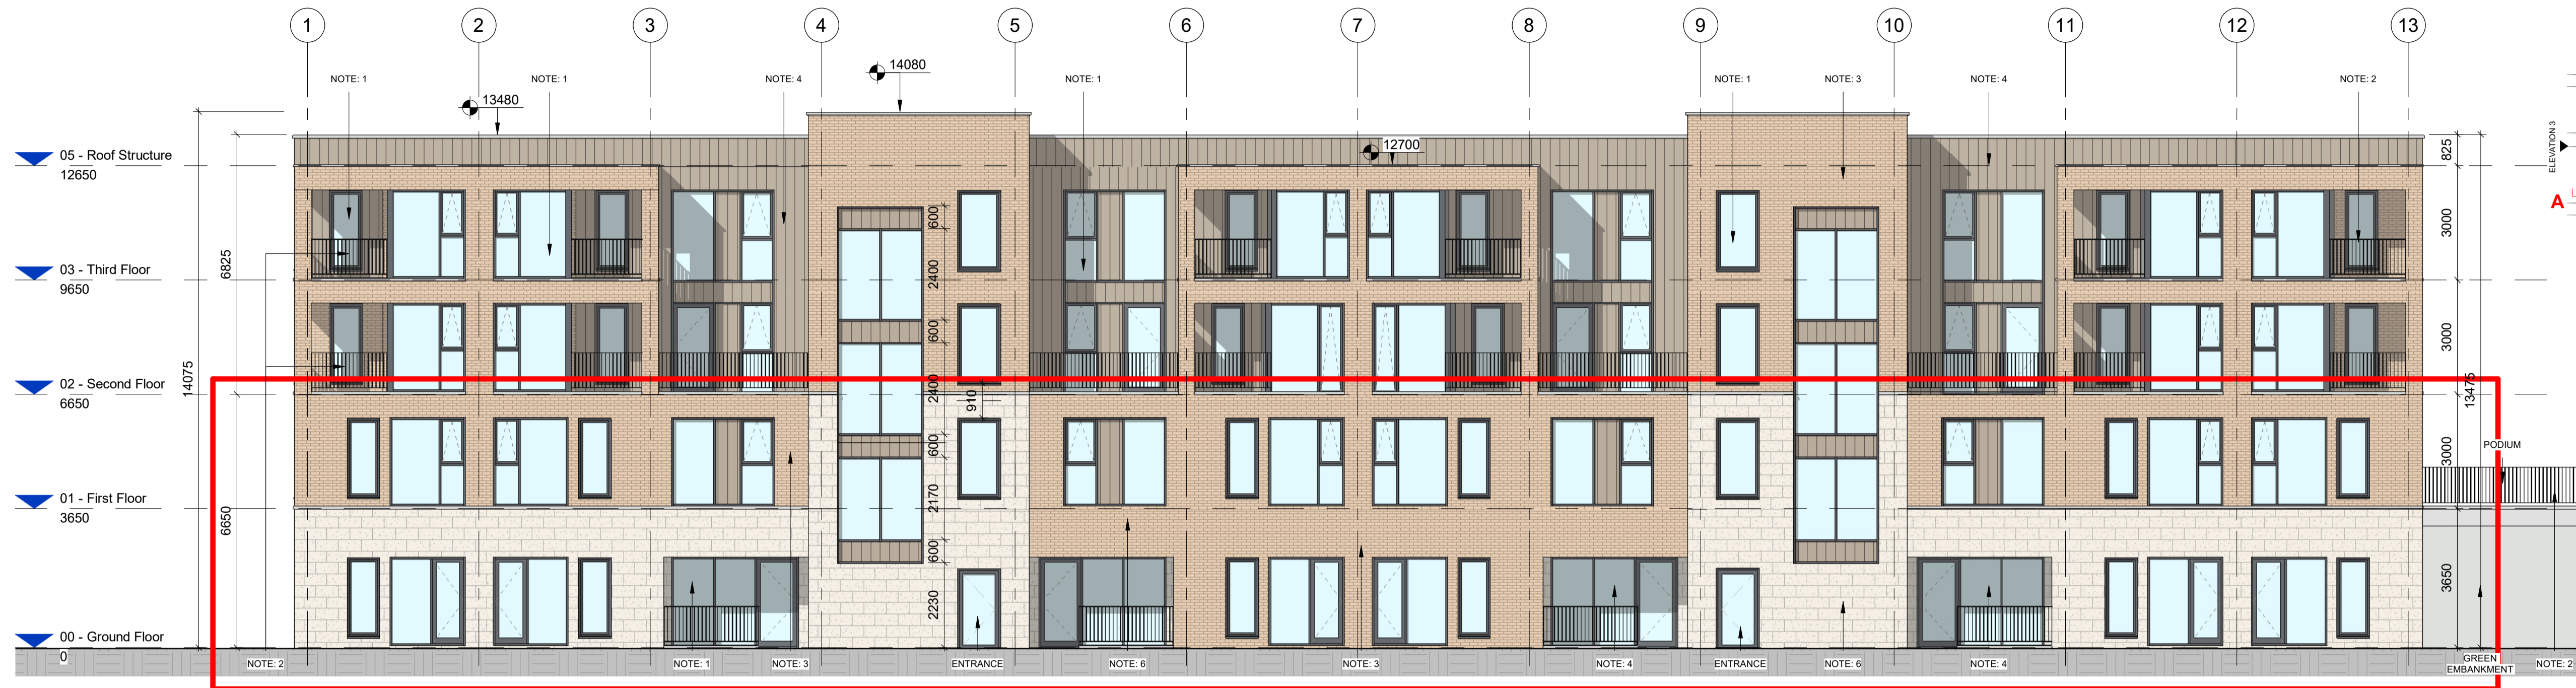 1 2 3 4 5 6 7 8 9 10 11 12 13
NOTE: 1 NOTE: 1 NOTE: 4 14080 NOTE: 1 NOTE: 1 NOTE: 3 NOTE: 4 NOTE: 2
13480
12700
ELEVATION 3
A
05 - Roof Structure
12650
825
600
3000
6825
03 - Third Floor
9650
2400
600
3000
14075
02 - Second Floor
6650
2400
910
13475
600
PODIUM
3000
01 - First Floor
3650
2170
6650
600
2230
3650
00 - Ground Floor
0
NOTE: 2 NOTE: 1 NOTE: 3 ENTRANCE NOTE: 6 NOTE: 3 NOTE: 4 ENTRANCE NOTE: 6 NOTE: 4 GREEN
EMBANKMENT NOTE: 2